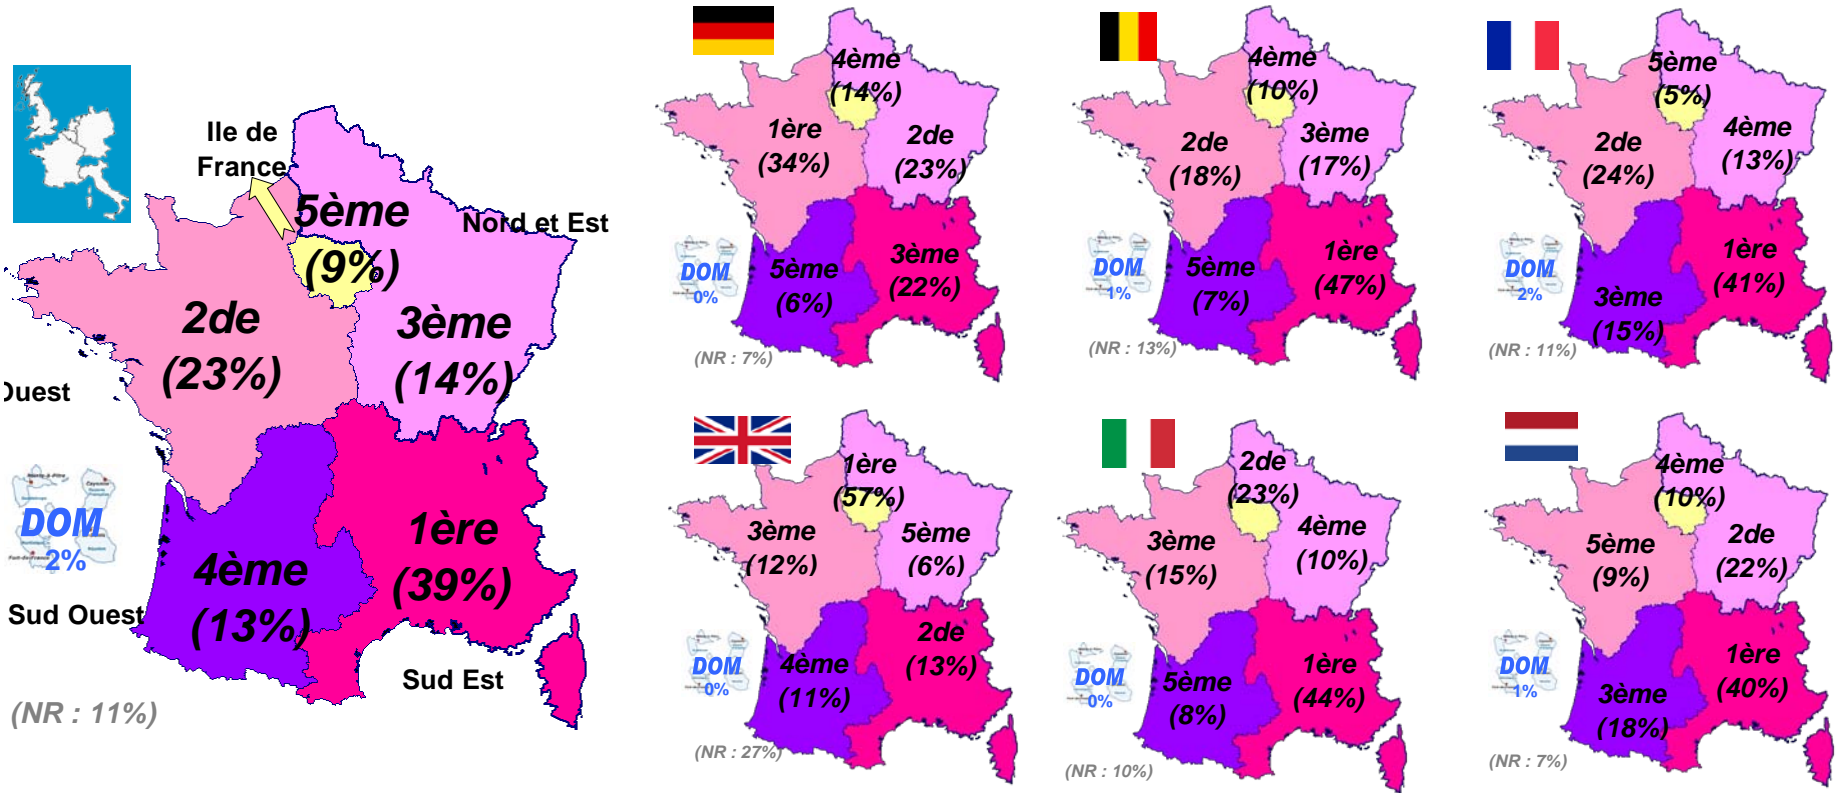 Ile de
France
5ème
(9%)
Nord et Est
2de
(23%)
3ème
(14%)
Ouest
DOM
2%
4ème
(13%)
1ère
(39%)
Sud Ouest
Sud Est
(NR : 11%)
4ème
(14%)
1ère
(34%)
2de
(23%)
DOM
0%
5ème
(6%)
3ème
(22%)
(NR : 7%)
4ème
(10%)
2de
(18%)
3ème
(17%)
DOM
1%
5ème
(7%)
1ère
(47%)
(NR : 13%)
5ème
(5%)
2de
(24%)
4ème
(13%)
DOM
2%
3ème
(15%)
1ère
(41%)
(NR : 11%)
1ère
(57%)
3ème
(12%)
5ème
(6%)
DOM
0%
4ème
(11%)
2de
(13%)
(NR : 27%)
2de
(23%)
3ème
(15%)
4ème
(10%)
DOM
0%
5ème
(8%)
1ère
(44%)
(NR : 10%)
4ème
(10%)
5ème
(9%)
2de
(22%)
DOM
1%
3ème
(18%)
1ère
(40%)
(NR : 7%)